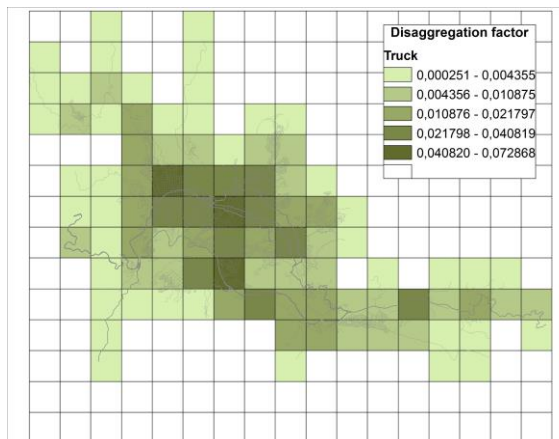 Disaggregation factor
Truck
0,000251 - 0,004355
0,004356 - 0,010875
0,010876 - 0,021797
0,021798 - 0,040819
0,040820 - 0,072868